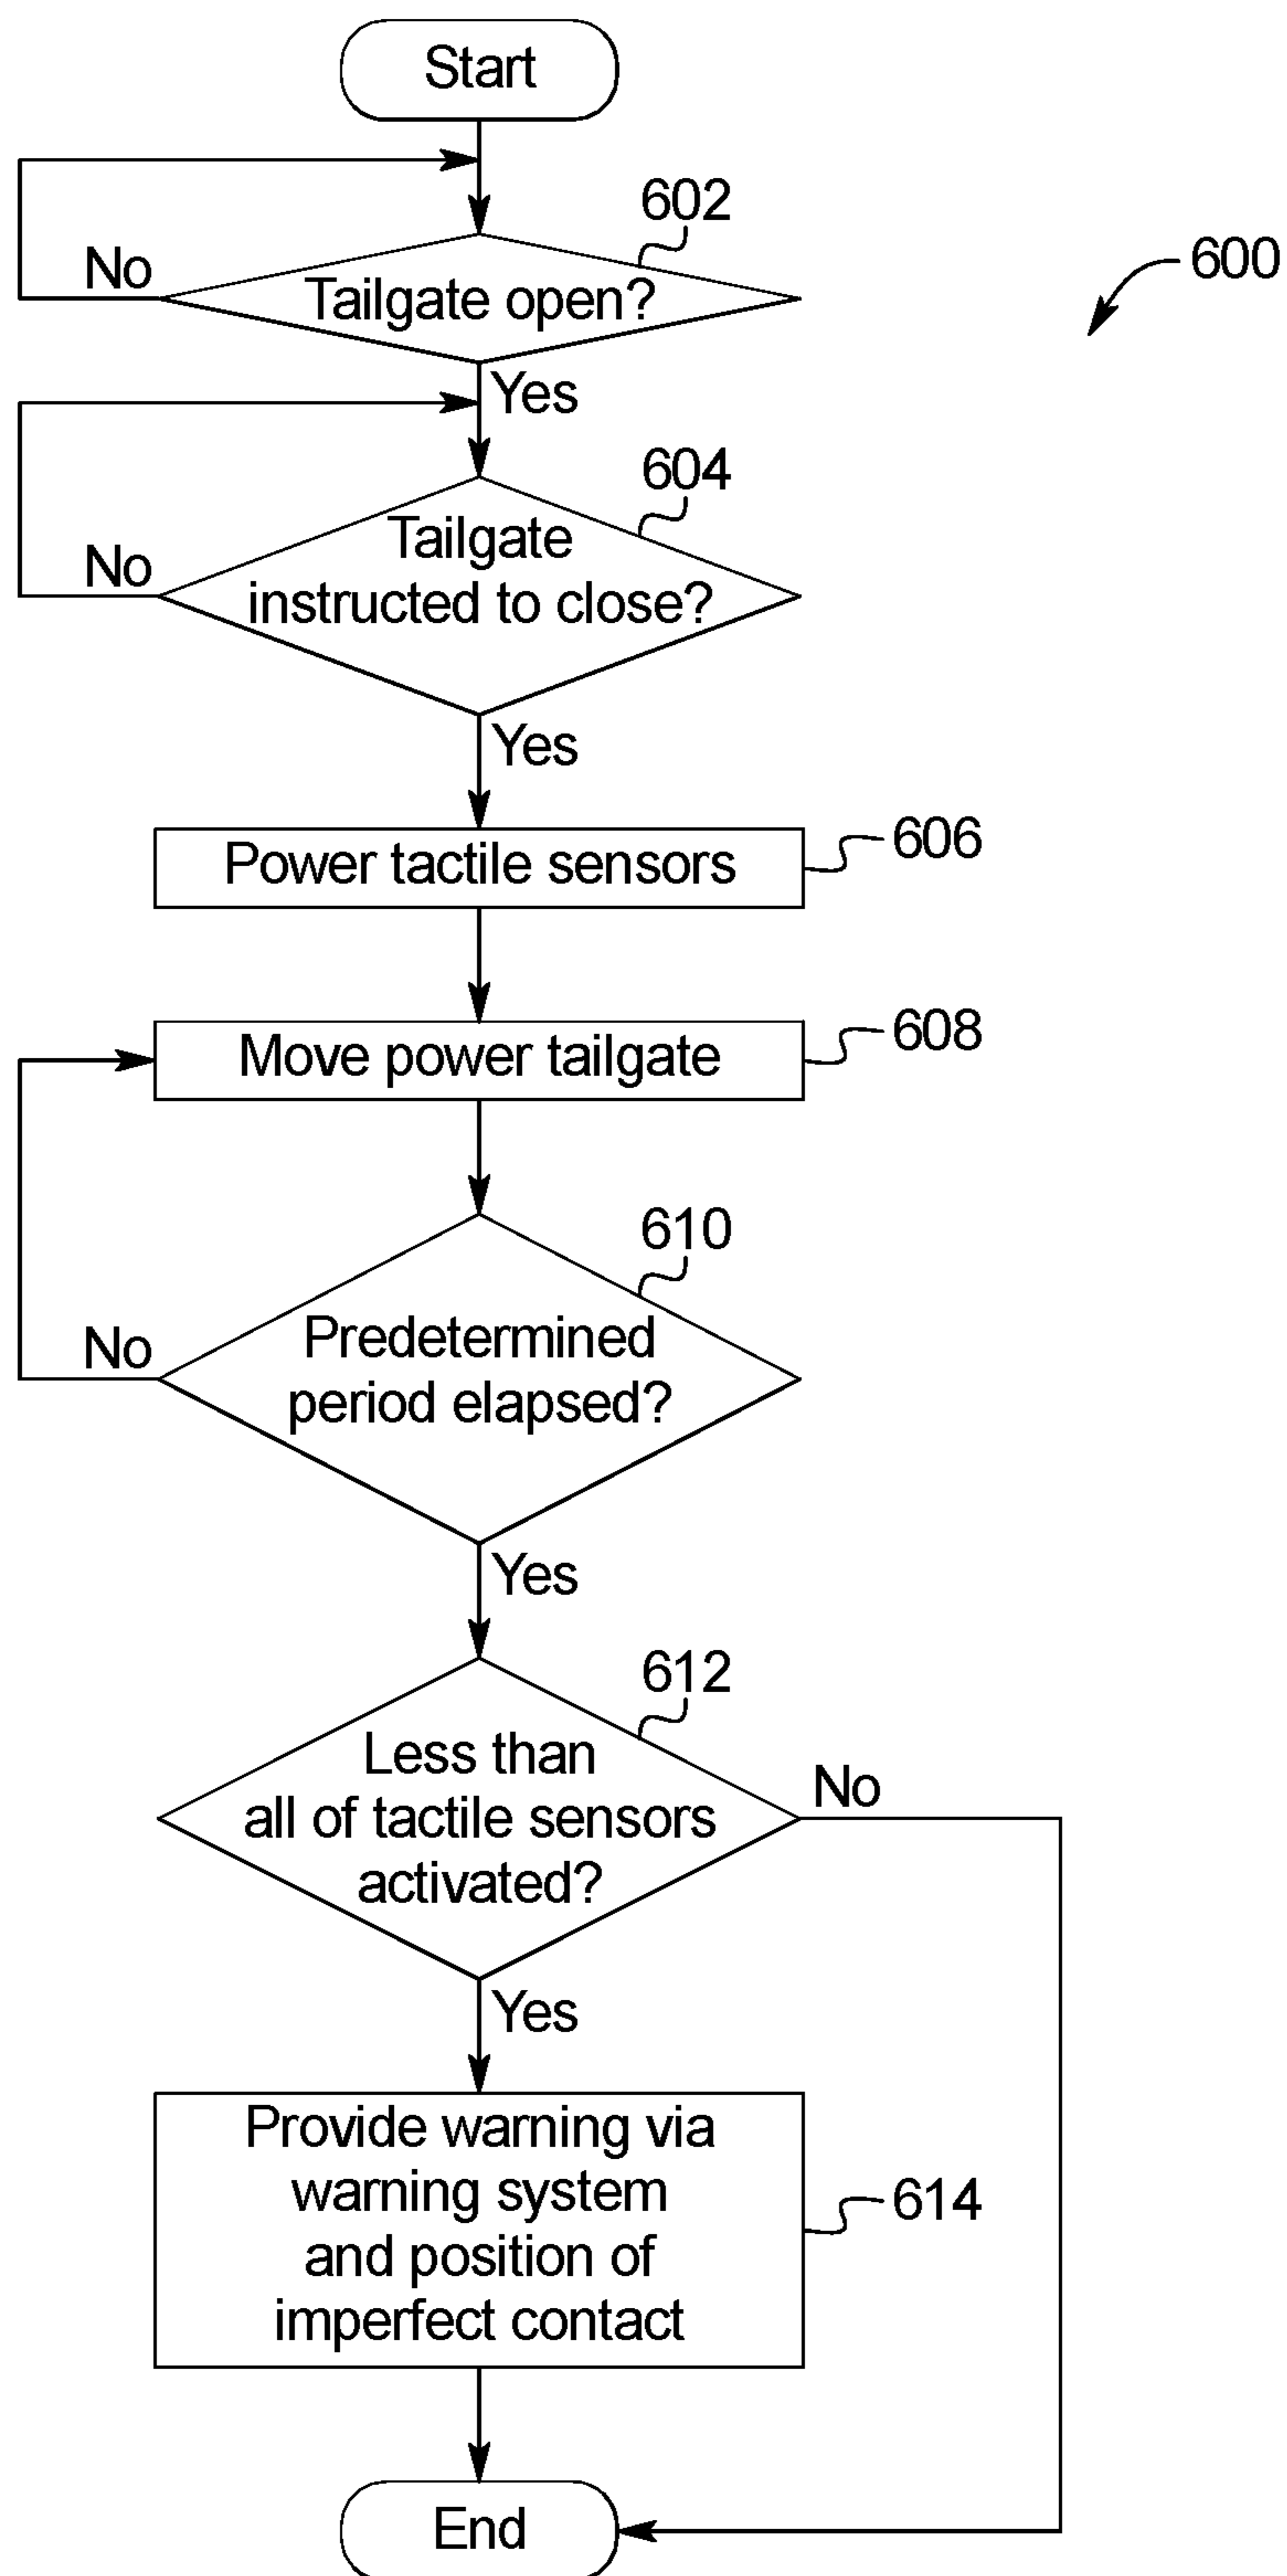 Start
602
600
No
Tailgate open?
Yes
604
Tailgate
No
instructed to close?
Yes
Power tactile sensors
606
Move power tailgate
608
610
No
Predetermined
period elapsed?
Yes
612
Less than
No
all of tactile sensors
activated?
Yes
Provide warning via
warning system
614
and position of
imperfect contact
End